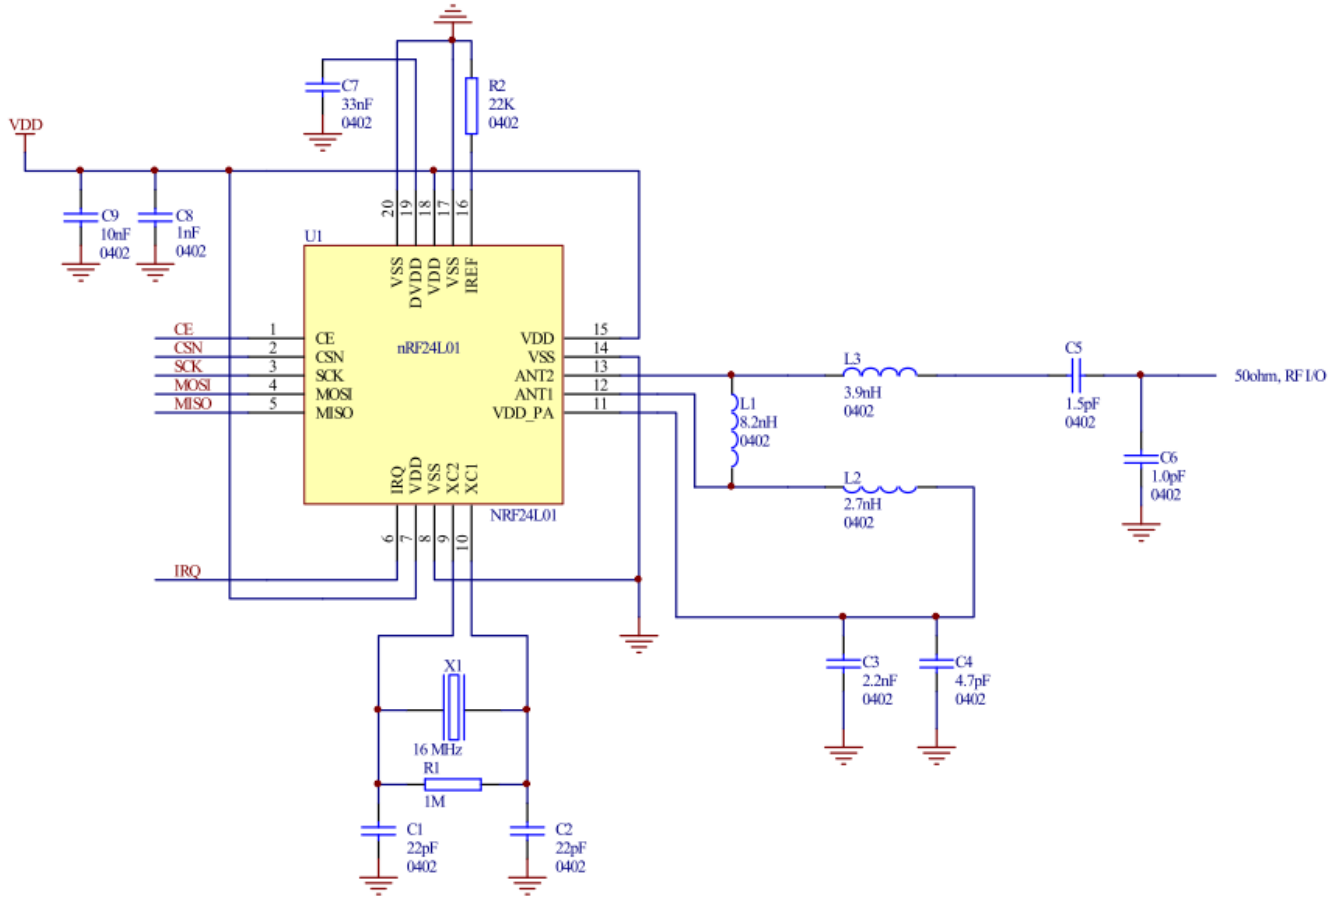 C7
33nF
0402
R2
22K
0402
VDD
C9
10nF
0402
C8
1nF
0402
20
19
18
17
16
U1
VSS
DVDD
VDD
VSS
IREF
CE
1
CE
CSN
2
CSN
SCK
3
SCK
MOSI
4
MOSI
MISO
5
MISO
nRF24L01
VDD
15
VSS
14
ANT2
13
ANT1
12
VDD_PA
11
IRQ
VDD
VSS
XC2
XC1
NRF24L01
6
7
8
9
10
IRQ
L1
8.2nH
0402
L3
3.9nH
0402
L2
2.7nH
0402
C5
1.5pF
0402
50ohm, RF I/O
C6
1.0pF
0402
C3
2.2nF
0402
C4
4.7pF
0402
X1
16 MHz
R1
1M
C1
22pF
0402
C2
22pF
0402